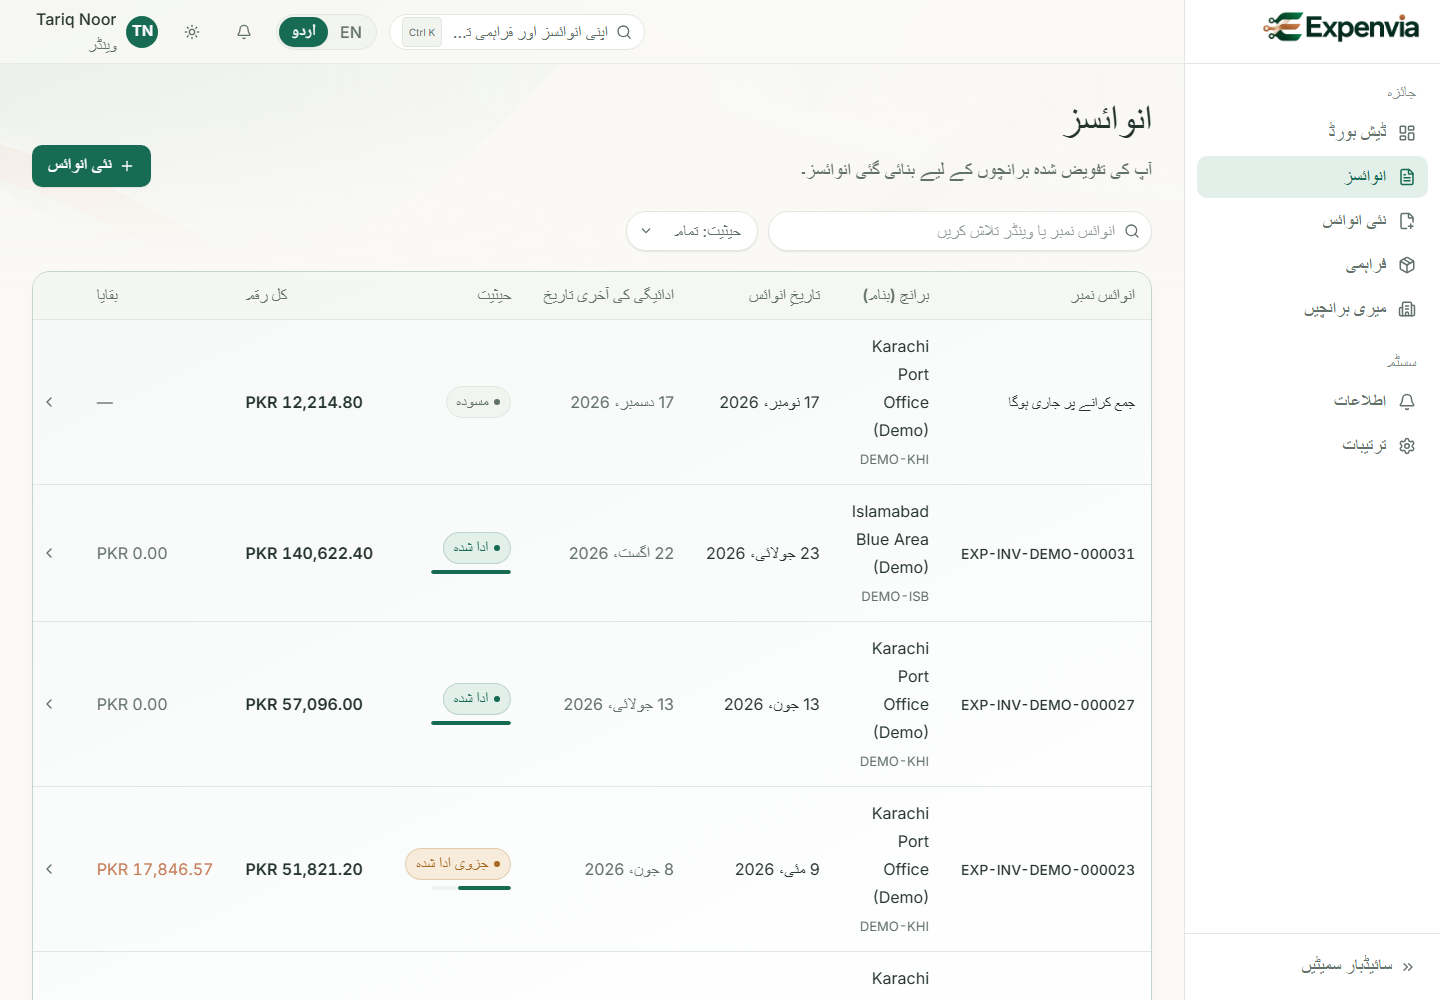 Expenvia
اپنی انوائسز اور فراہمی تـ...
Ctrl K
EN
اردو
TN
Tariq Noor
وینڈر
جائزہ
ڈیش بورڈ
انوائسز
نئی انوائس
فراہمی
میری برانچیں
سسٹم
اطلاعات
ترتیبات
سائیڈبار سمیٹیں
انوائسز
آپ کی تفویض شدہ برانچوں کے لیے بنائی گئی انوائسز۔
نئی انوائس
انوائس نمبر یا وینڈر تلاش کریں
حیثیت: تمام
انوائس نمبر
برانچ (بنام)
تاریخِ انوائس
ادائیگی کی آخری تاریخ
حیثیت
کل رقم
بقایا
جمع کرانے پر جاری ہوگا
Karachi
Port
Office
(Demo)
DEMO-KHI
17 نومبر، 2026
17 دسمبر، 2026
مسودہ
PKR 12,214.80
—
EXP-INV-DEMO-000031
Islamabad
Blue Area
(Demo)
DEMO-ISB
23 جولائی، 2026
22 اگست، 2026
ادا شدہ
PKR 140,622.40
PKR 0.00
EXP-INV-DEMO-000027
Karachi
Port
Office
(Demo)
DEMO-KHI
13 جون، 2026
13 جولائی، 2026
ادا شدہ
PKR 57,096.00
PKR 0.00
EXP-INV-DEMO-000023
Karachi
Port
Office
(Demo)
DEMO-KHI
9 مئی، 2026
8 جون، 2026
جزوی ادا شدہ
PKR 51,821.20
PKR 17,846.57
Karachi